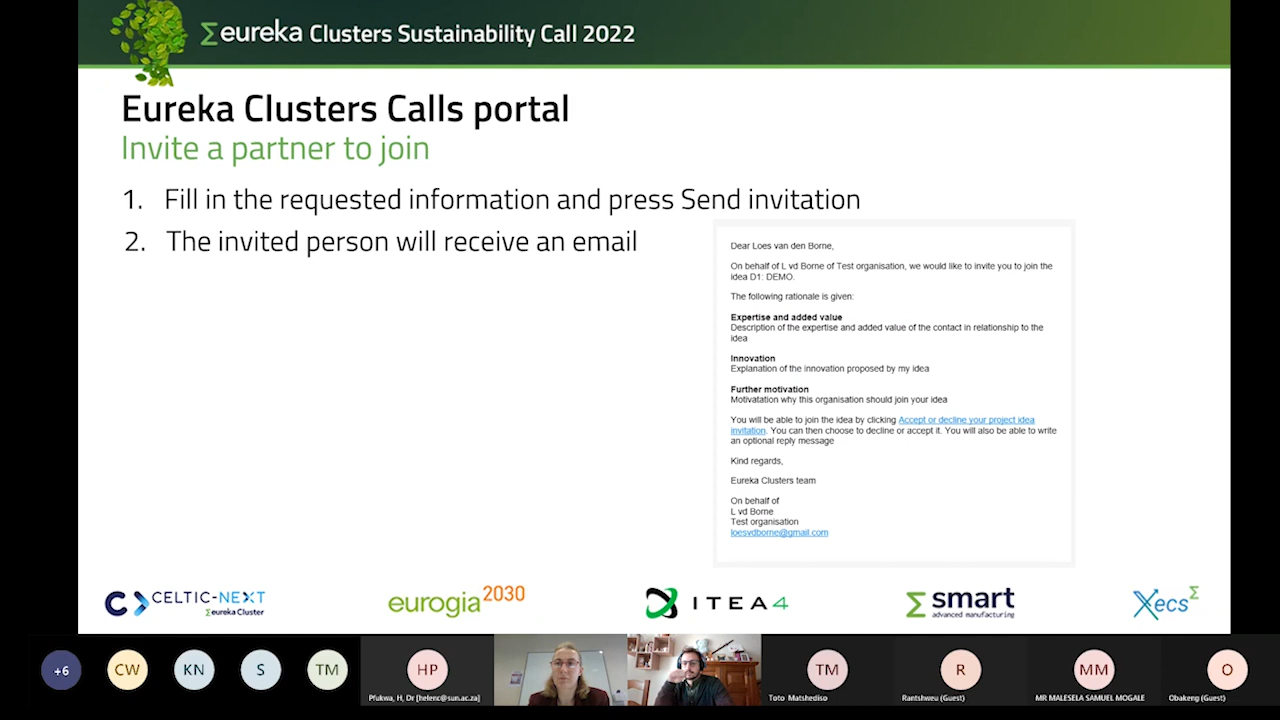 Σeureka Clusters Sustainability Call 2022
Eureka Clusters Calls portal
Invite a partner to join
1. Fill in the requested information and press Send invitation
2. The invited person will receive an email
Dear Loes van den Borne,
On behalf of L vd Borne of Test organisation, we would like to invite you to join the
idea D1: DEMO.
The following rationale is given:
Expertise and added value
Description of the expertise and added value of the contact in relationship to the
idea
Innovation
Explanation of the innovation proposed by my idea
Further motivation
Motivatation why this organisation should join your idea
You will be able to join the idea by clicking Accept or decline your project idea
invitation. You can then choose to decline or accept it. You will also be able to write
an optional reply message
Kind regards,
Eureka Clusters team
On behalf of
L vd Borne
Test organisation
loesvdborne@gmail.com
CELTIC-NEXT
Σeureka Cluster
eurogia2030
ITEA4
Σ smart
advanced manufacturing
XecsΣ
+6
CW
KN
S
TM
HP
Pfukwa, H, Dr [helenc@sun.ac.za]
TM
Toto Matshediso
R
Rantshweu (Guest)
MM
MR MALESELA SAMUEL MOGALE
O
Obakeng (Guest)